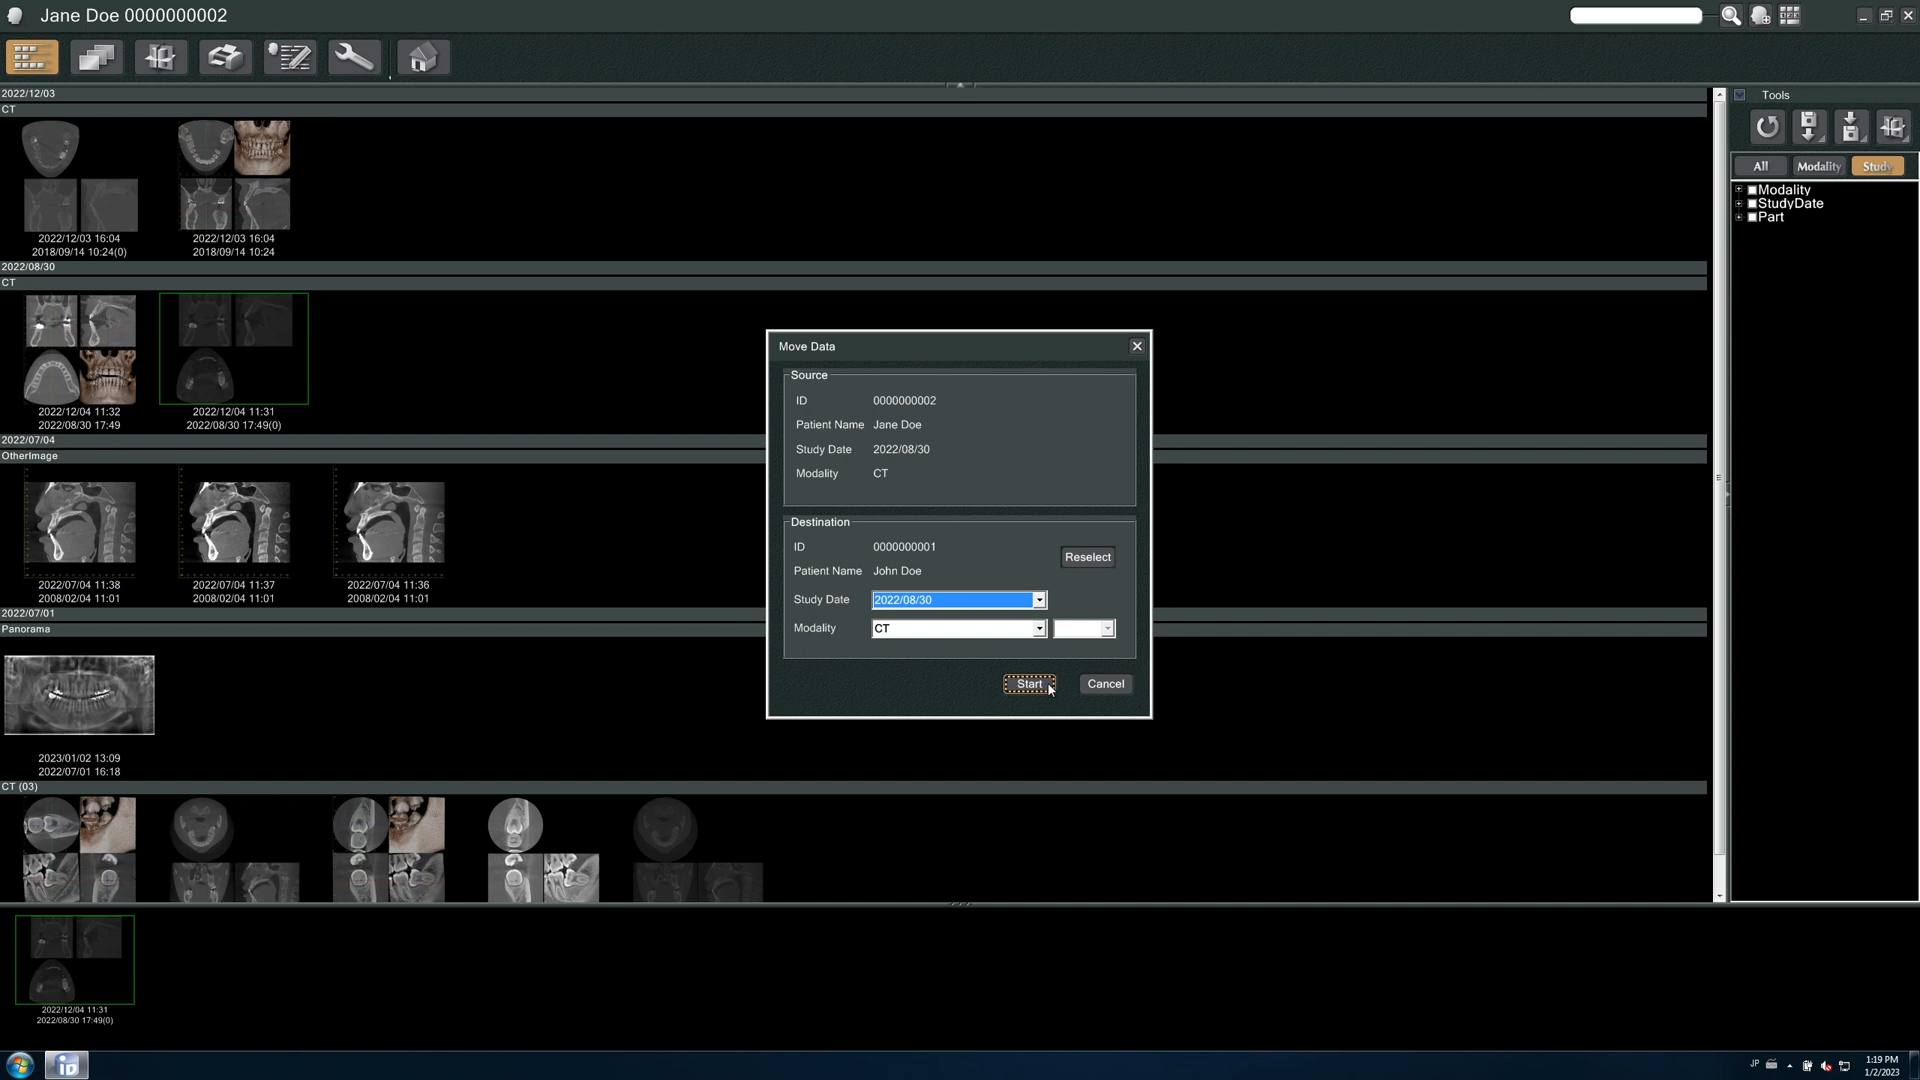 Jane Doe 0000000002
2022/12/03
CT
2022/12/03 16:04
2018/09/14 10:24(0)
2022/12/03 16:04
2018/09/14 10:24
2022/08/30
CT
2022/12/04 11:32
2022/08/30 17:49
2022/12/04 11:31
2022/08/30 17:49(0)
2022/07/04
OtherImage
2022/07/04 11:38
2008/02/04 11:01
2022/07/04 11:37
2008/02/04 11:01
2022/07/04 11:36
2008/02/04 11:01
2022/07/01
Panorama
2023/01/02 13:09
2022/07/01 16:18
CT (03)
2022/12/04 11:31
2022/08/30 17:49(0)
Move Data
Source
ID 0000000002
Patient Name Jane Doe
Study Date 2022/08/30
Modality CT
Destination
ID 0000000001
Reselect
Patient Name John Doe
Study Date 2022/08/30
Modality CT
Start Cancel
Tools
All Modality Study
Modality
StudyDate
Part
iD
JP
1:19 PM
1/2/2023